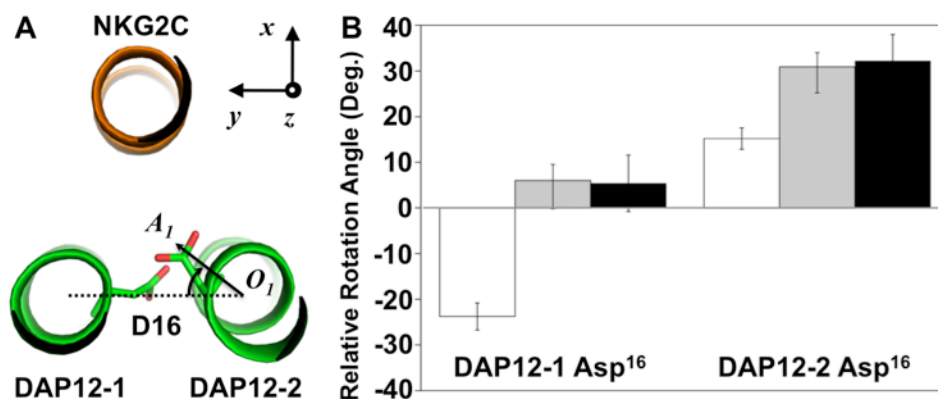 A
NKG2C
x
y
z
A1
O1
D16
DAP12-1
DAP12-2
B
Relative Rotation Angle (Deg.)
40
30
20
10
0
-10
-20
-30
-40
DAP12-1 Asp16
DAP12-2 Asp16